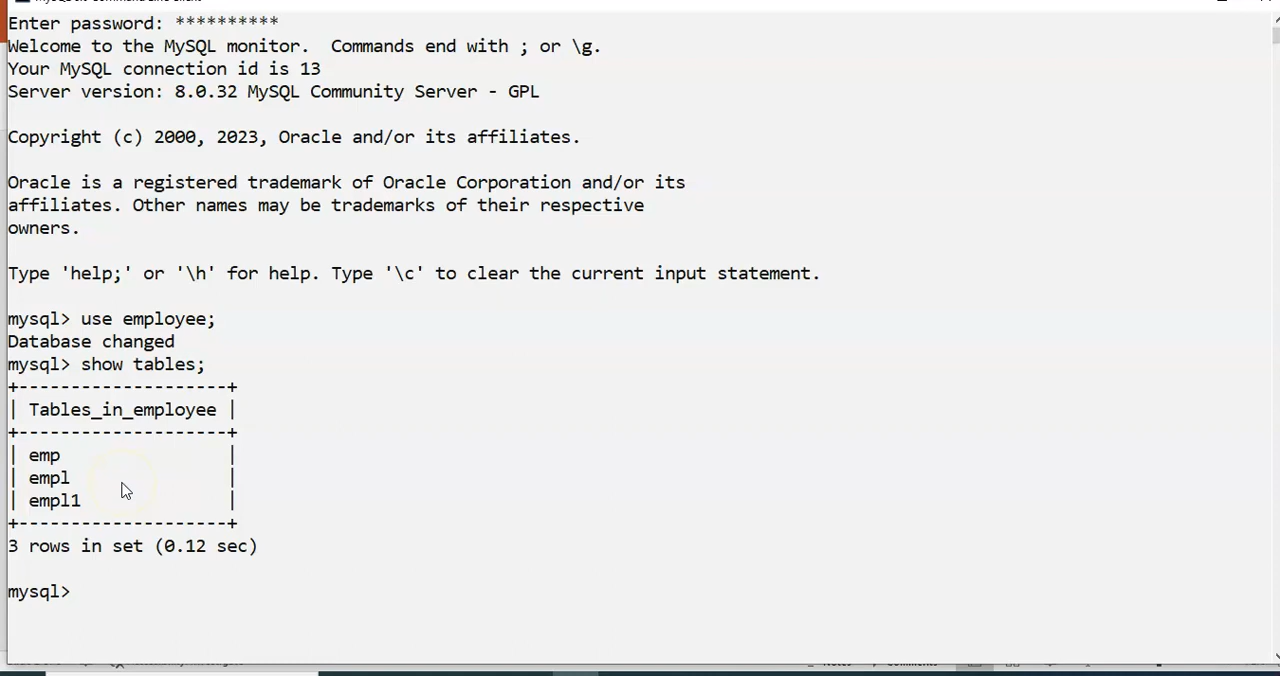 Enter password: **********
Welcome to the MySQL monitor.  Commands end with ; or \g.
Your MySQL connection id is 13
Server version: 8.0.32 MySQL Community Server - GPL
Copyright (c) 2000, 2023, Oracle and/or its affiliates.
Oracle is a registered trademark of Oracle Corporation and/or its
affiliates. Other names may be trademarks of their respective
owners.
Type 'help;' or '\h' for help. Type '\c' to clear the current input statement.
mysql> use employee;
Database changed
mysql> show tables;
+--------------------+
| Tables_in_employee |
+--------------------+
| emp                |
| empl               |
| empl1              |
+--------------------+
3 rows in set (0.12 sec)
mysql>